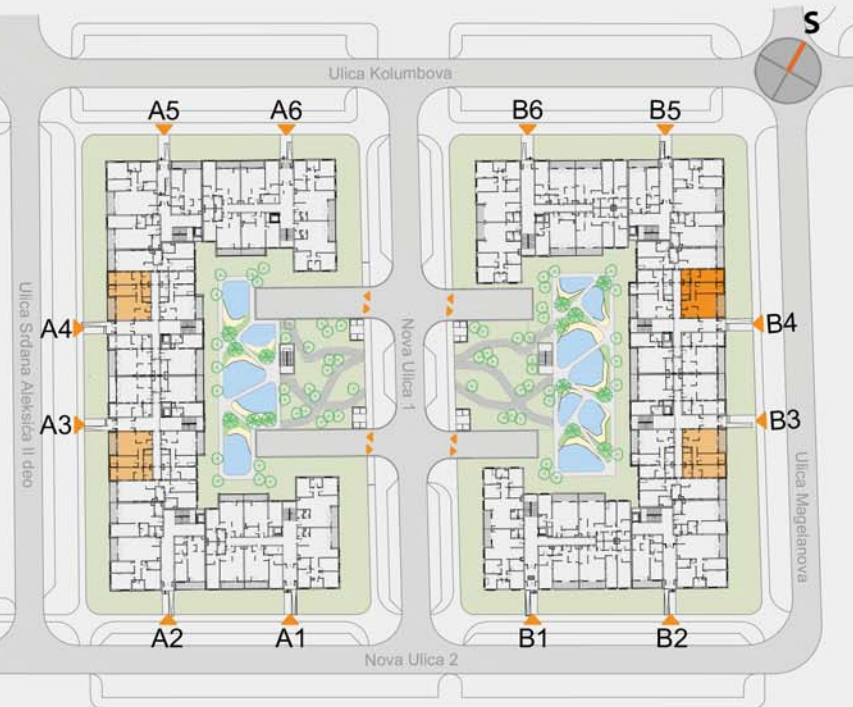 S
Ulica Kolumbova
A5
A6
B6
B5
Ulica Srđana Aleksića II deo
A4
Nova Ulica 1
B4
A3
B3
Ulica Magelanova
A2
A1
B1
B2
Nova Ulica 2